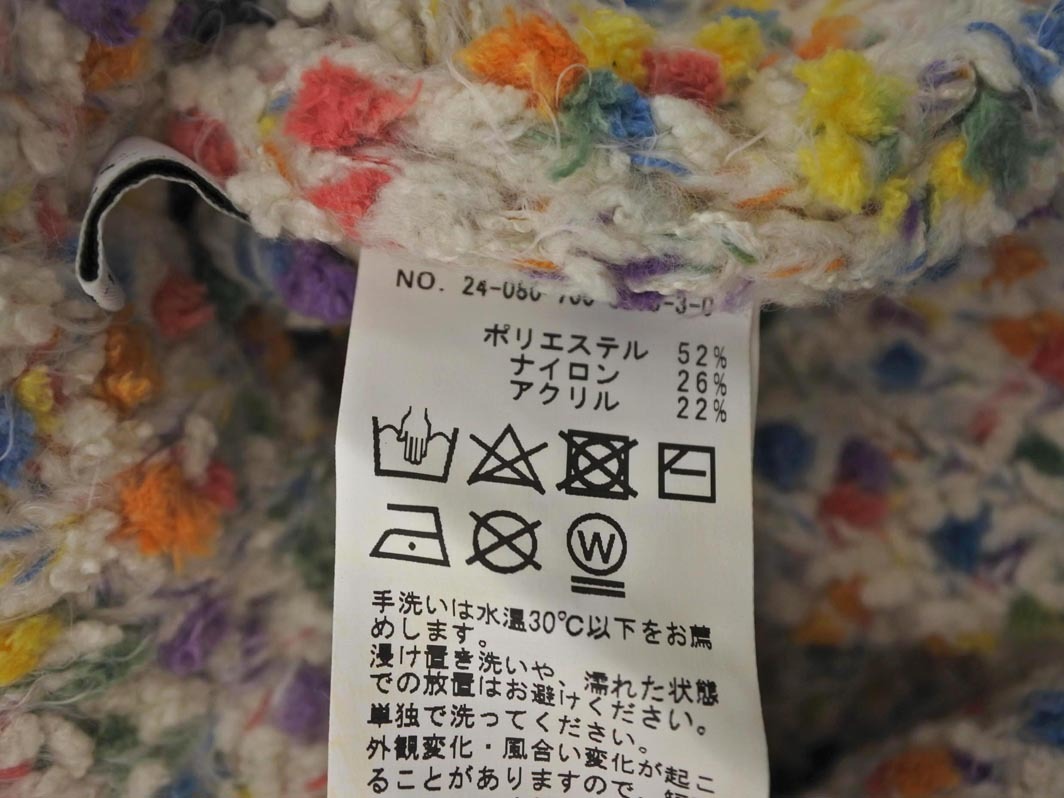 NO. 24-080
ポリエステル 52%
ナイロン 26%
アクリル 22%
W
手洗いは水温30℃以下をお薦
めします。
浸け置き洗いや、濡れた状態
での放置はお避けください。
単独で洗ってください。
外観変化・風合い変化が起こ
ることがありますので、